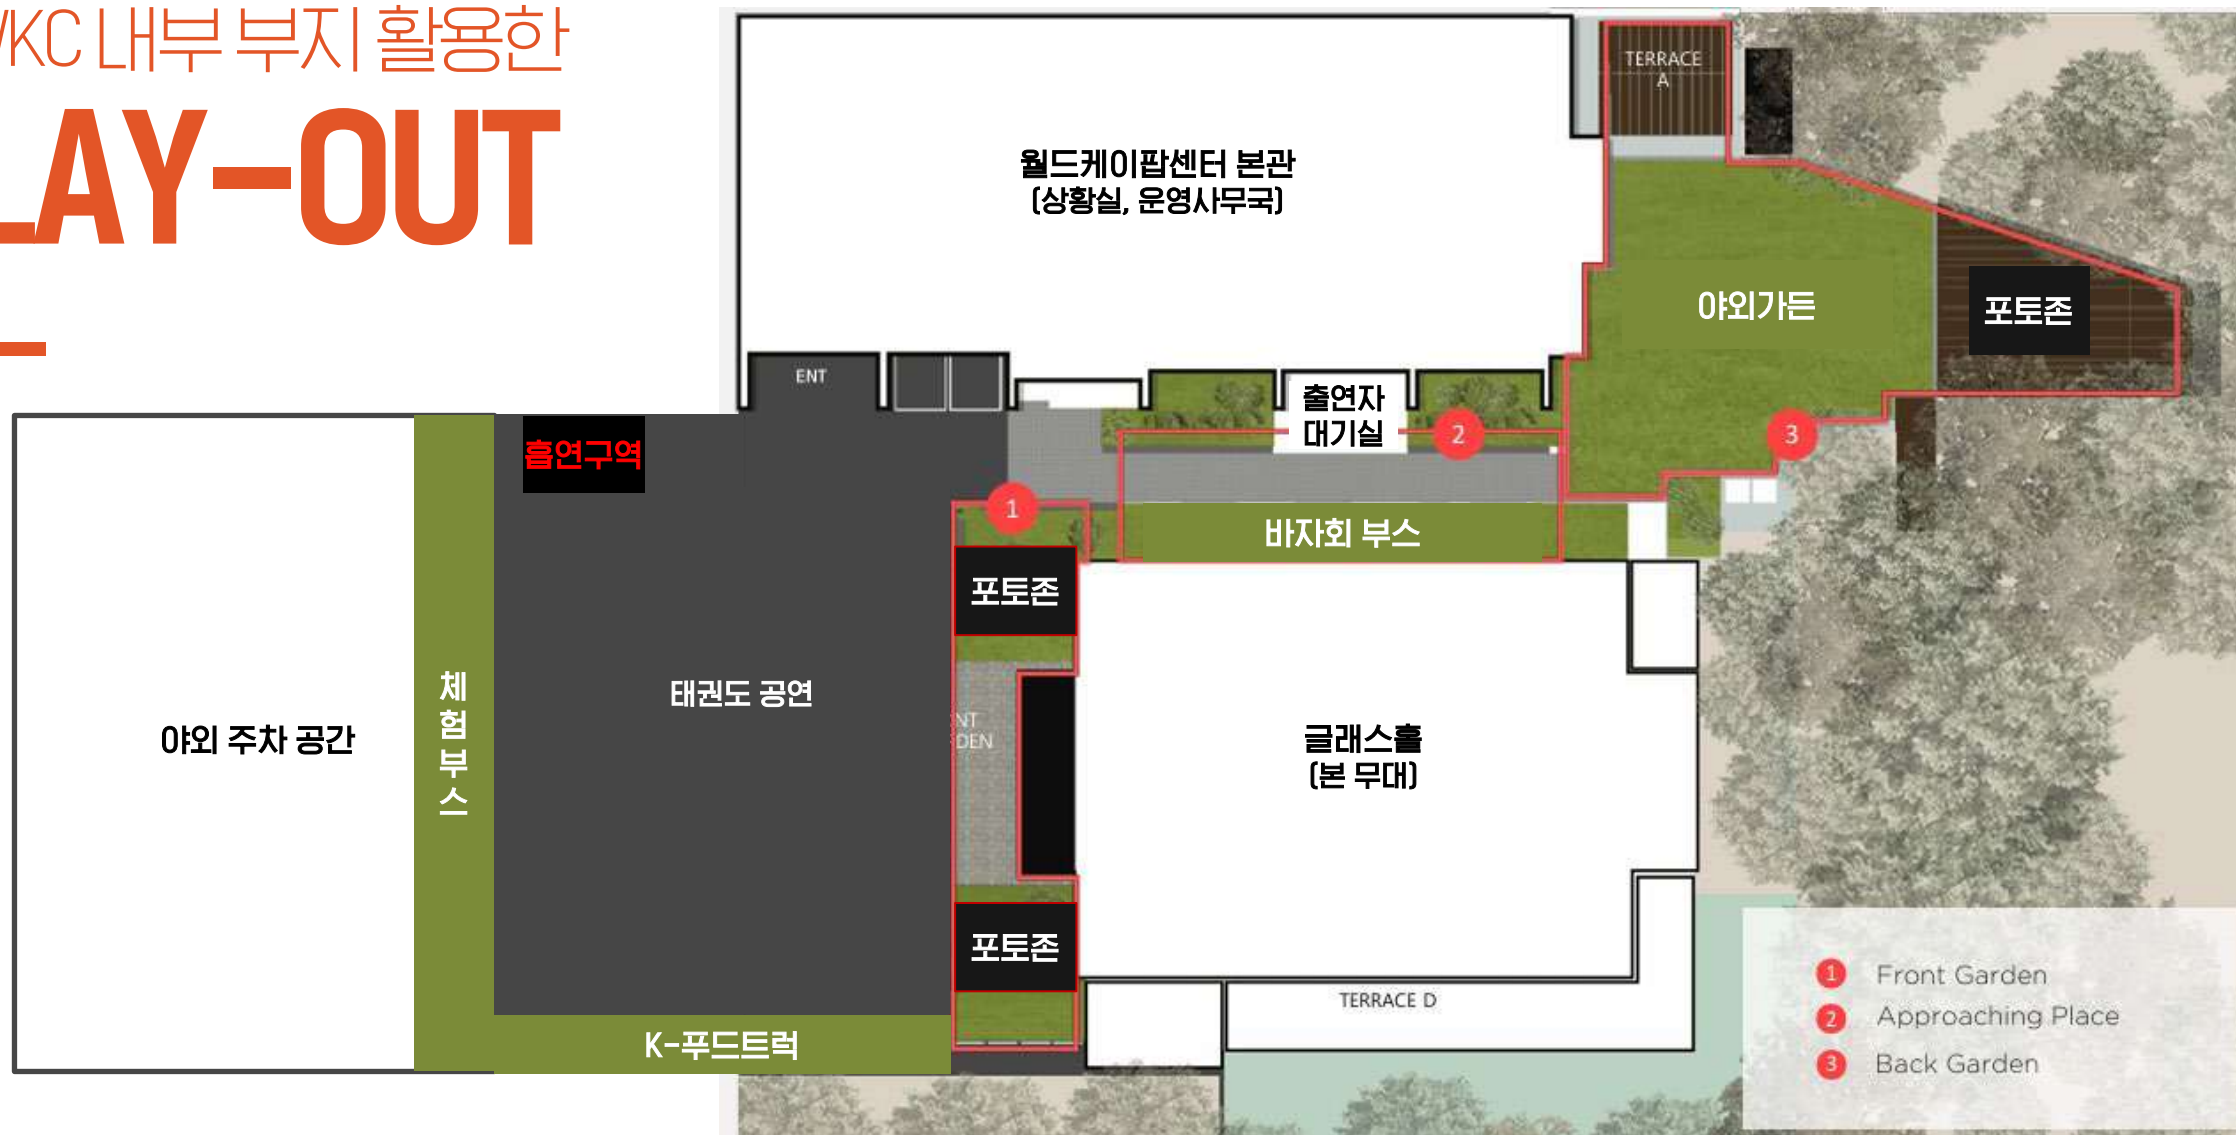 WKC 내부 부지 활용한
LAY-OUT
TERRACE
A
월드케이팝센터 본관
(상황실, 운영사무국)
야외가든
포토존
ENT
출연자
대기실
2
3
흡연구역
1
바자회 부스
포토존
체
험
부
스
태권도 공연
야외 주차 공간
NT
DEN
글래스홀
(본 무대)
포토존
TERRACE D
K-푸드트럭
1 Front Garden
2 Approaching Place
3 Back Garden